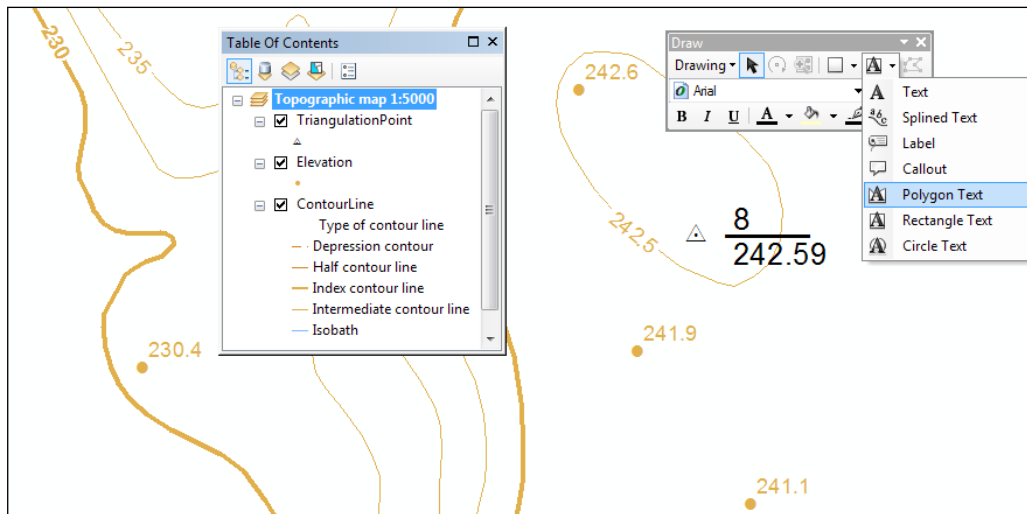 230
235
Table Of Contents
Topographic map 1:5000
TriangulationPoint
Elevation
ContourLine
Type of contour line
Depression contour
Half contour line
Index contour line
Intermediate contour line
Isobath
Draw
Drawing
Arial
B I U A
A Text
Splined Text
Label
Callout
Polygon Text
Rectangle Text
Circle Text
242.6
242.5
8
242.59
230.4
241.9
241.1